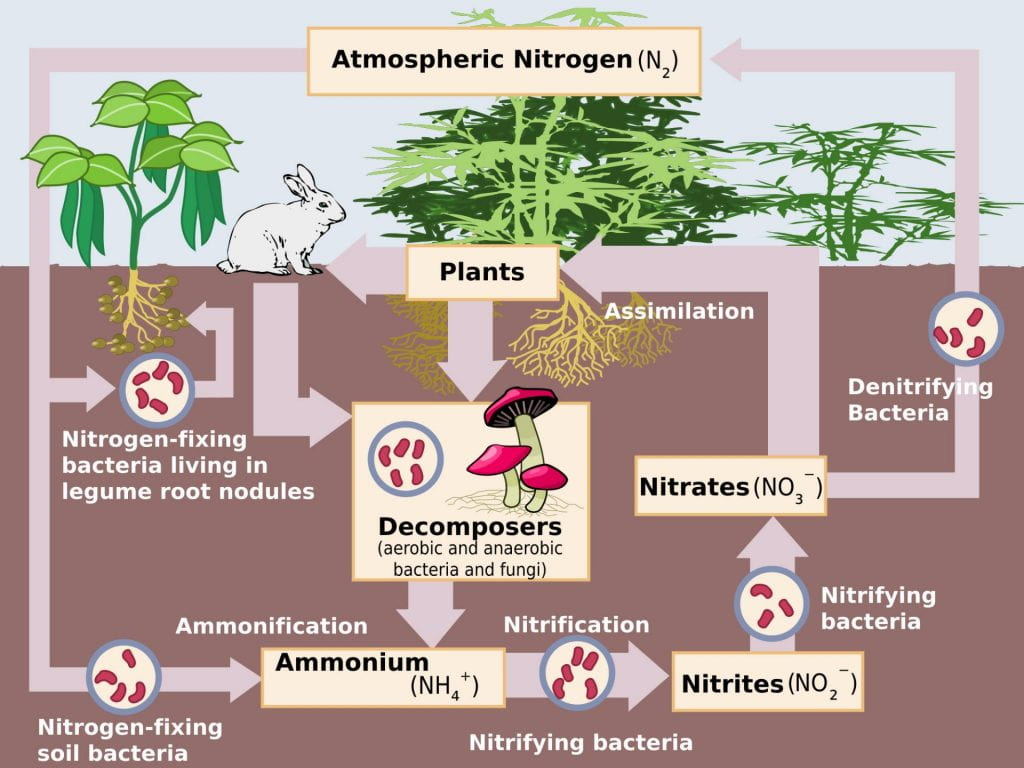 Atmospheric Nitrogen (N₂)
Plants
Assimilation
Denitrifying
Bacteria
Nitrogen-fixing
bacteria living in
legume root nodules
Nitrates (NO₃⁻)
Decomposers
(aerobic and anaerobic
bacteria and fungi)
Nitrifying
bacteria
Ammonification
Nitrification
Ammonium
(NH₄⁺)
Nitrites (NO₂⁻)
Nitrogen-fixing
soil bacteria
Nitrifying bacteria